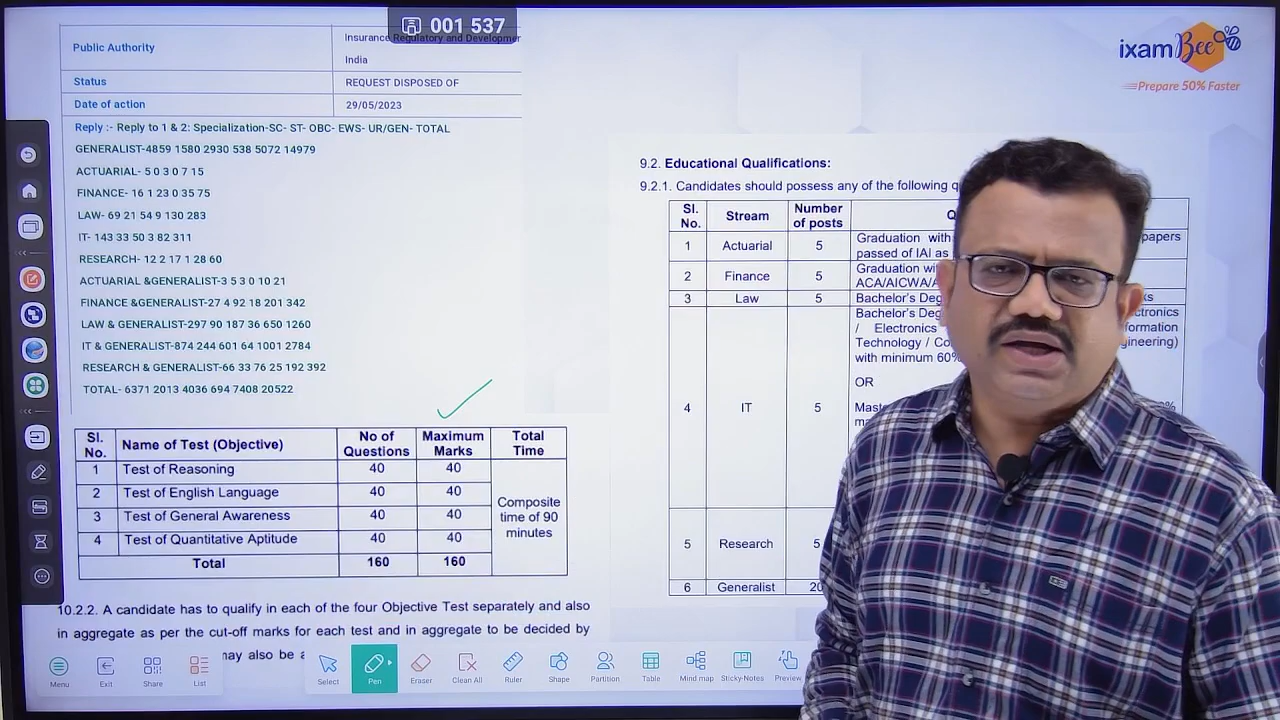 001 537
ixamBee
Prepare 50% Faster
Public Authority
Insurance Regulatory and Developmen
India
Status
REQUEST DISPOSED OF
Date of action
29/05/2023
Reply :- Reply to 1 & 2: Specialization-SC- ST- OBC- EWS- UR/GEN- TOTAL
GENERALIST-4859 1580 2930 538 5072 14979
ACTUARIAL- 5 0 3 0 7 15
FINANCE- 16 1 23 0 35 75
LAW- 69 21 54 9 130 283
IT- 143 33 50 3 82 311
RESEARCH- 12 2 17 1 28 60
ACTUARIAL &GENERALIST-3 5 3 0 10 21
FINANCE &GENERALIST-27 4 92 18 201 342
LAW & GENERALIST-297 90 187 36 650 1260
IT & GENERALIST-874 244 601 64 1001 2784
RESEARCH & GENERALIST-66 33 76 25 192 392
TOTAL- 6371 2013 4036 694 7408 20522
Sl. No. Name of Test (Objective) No of Questions Maximum Marks Total Time
1 Test of Reasoning 40 40
2 Test of English Language 40 40
3 Test of General Awareness 40 40
4 Test of Quantitative Aptitude 40 40
Total 160 160
Composite time of 90 minutes
10.2.2. A candidate has to qualify in each of the four Objective Test separately and also
in aggregate as per the cut-off marks for each test and in aggregate to be decided by
may also be a
9.2. Educational Qualifications:
9.2.1. Candidates should possess any of the following q
Sl. No. Stream Number of posts Q
1 Actuarial 5 Graduation with papers
passed of IAI as
2 Finance 5 Graduation wi
ACA/AICWA/A
3 Law 5 Bachelor's Deg ks
4 IT 5 Bachelor's Deg ctronics
/ Electronics formation
Technology / Co gineering)
with minimum 60%
OR
Mast %
ma
5 Research 5
6 Generalist 20
Menu
Exit
Share
List
Select
Pen
Eraser
Clean All
Ruler
Shape
Partition
Table
Mind map
Sticky-Notes
Preview